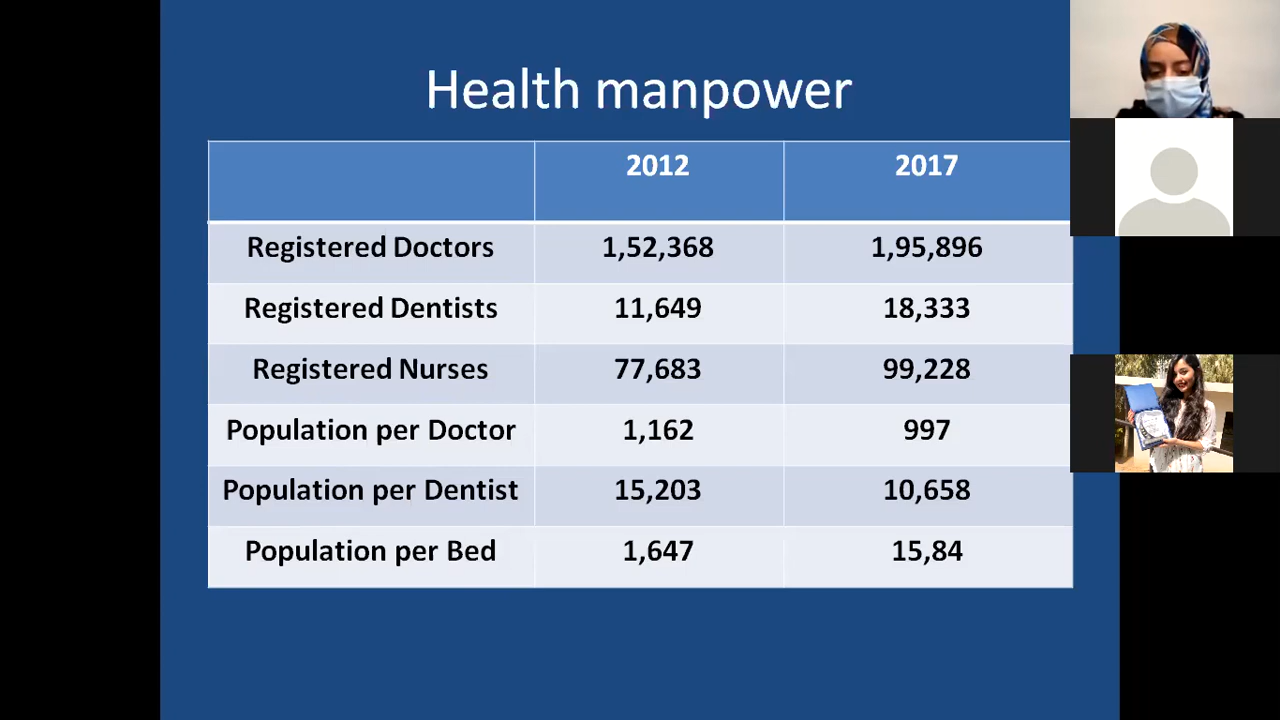 Health manpower
2012 2017
Registered Doctors 1,52,368 1,95,896
Registered Dentists 11,649 18,333
Registered Nurses 77,683 99,228
Population per Doctor 1,162 997
Population per Dentist 15,203 10,658
Population per Bed 1,647 15,84